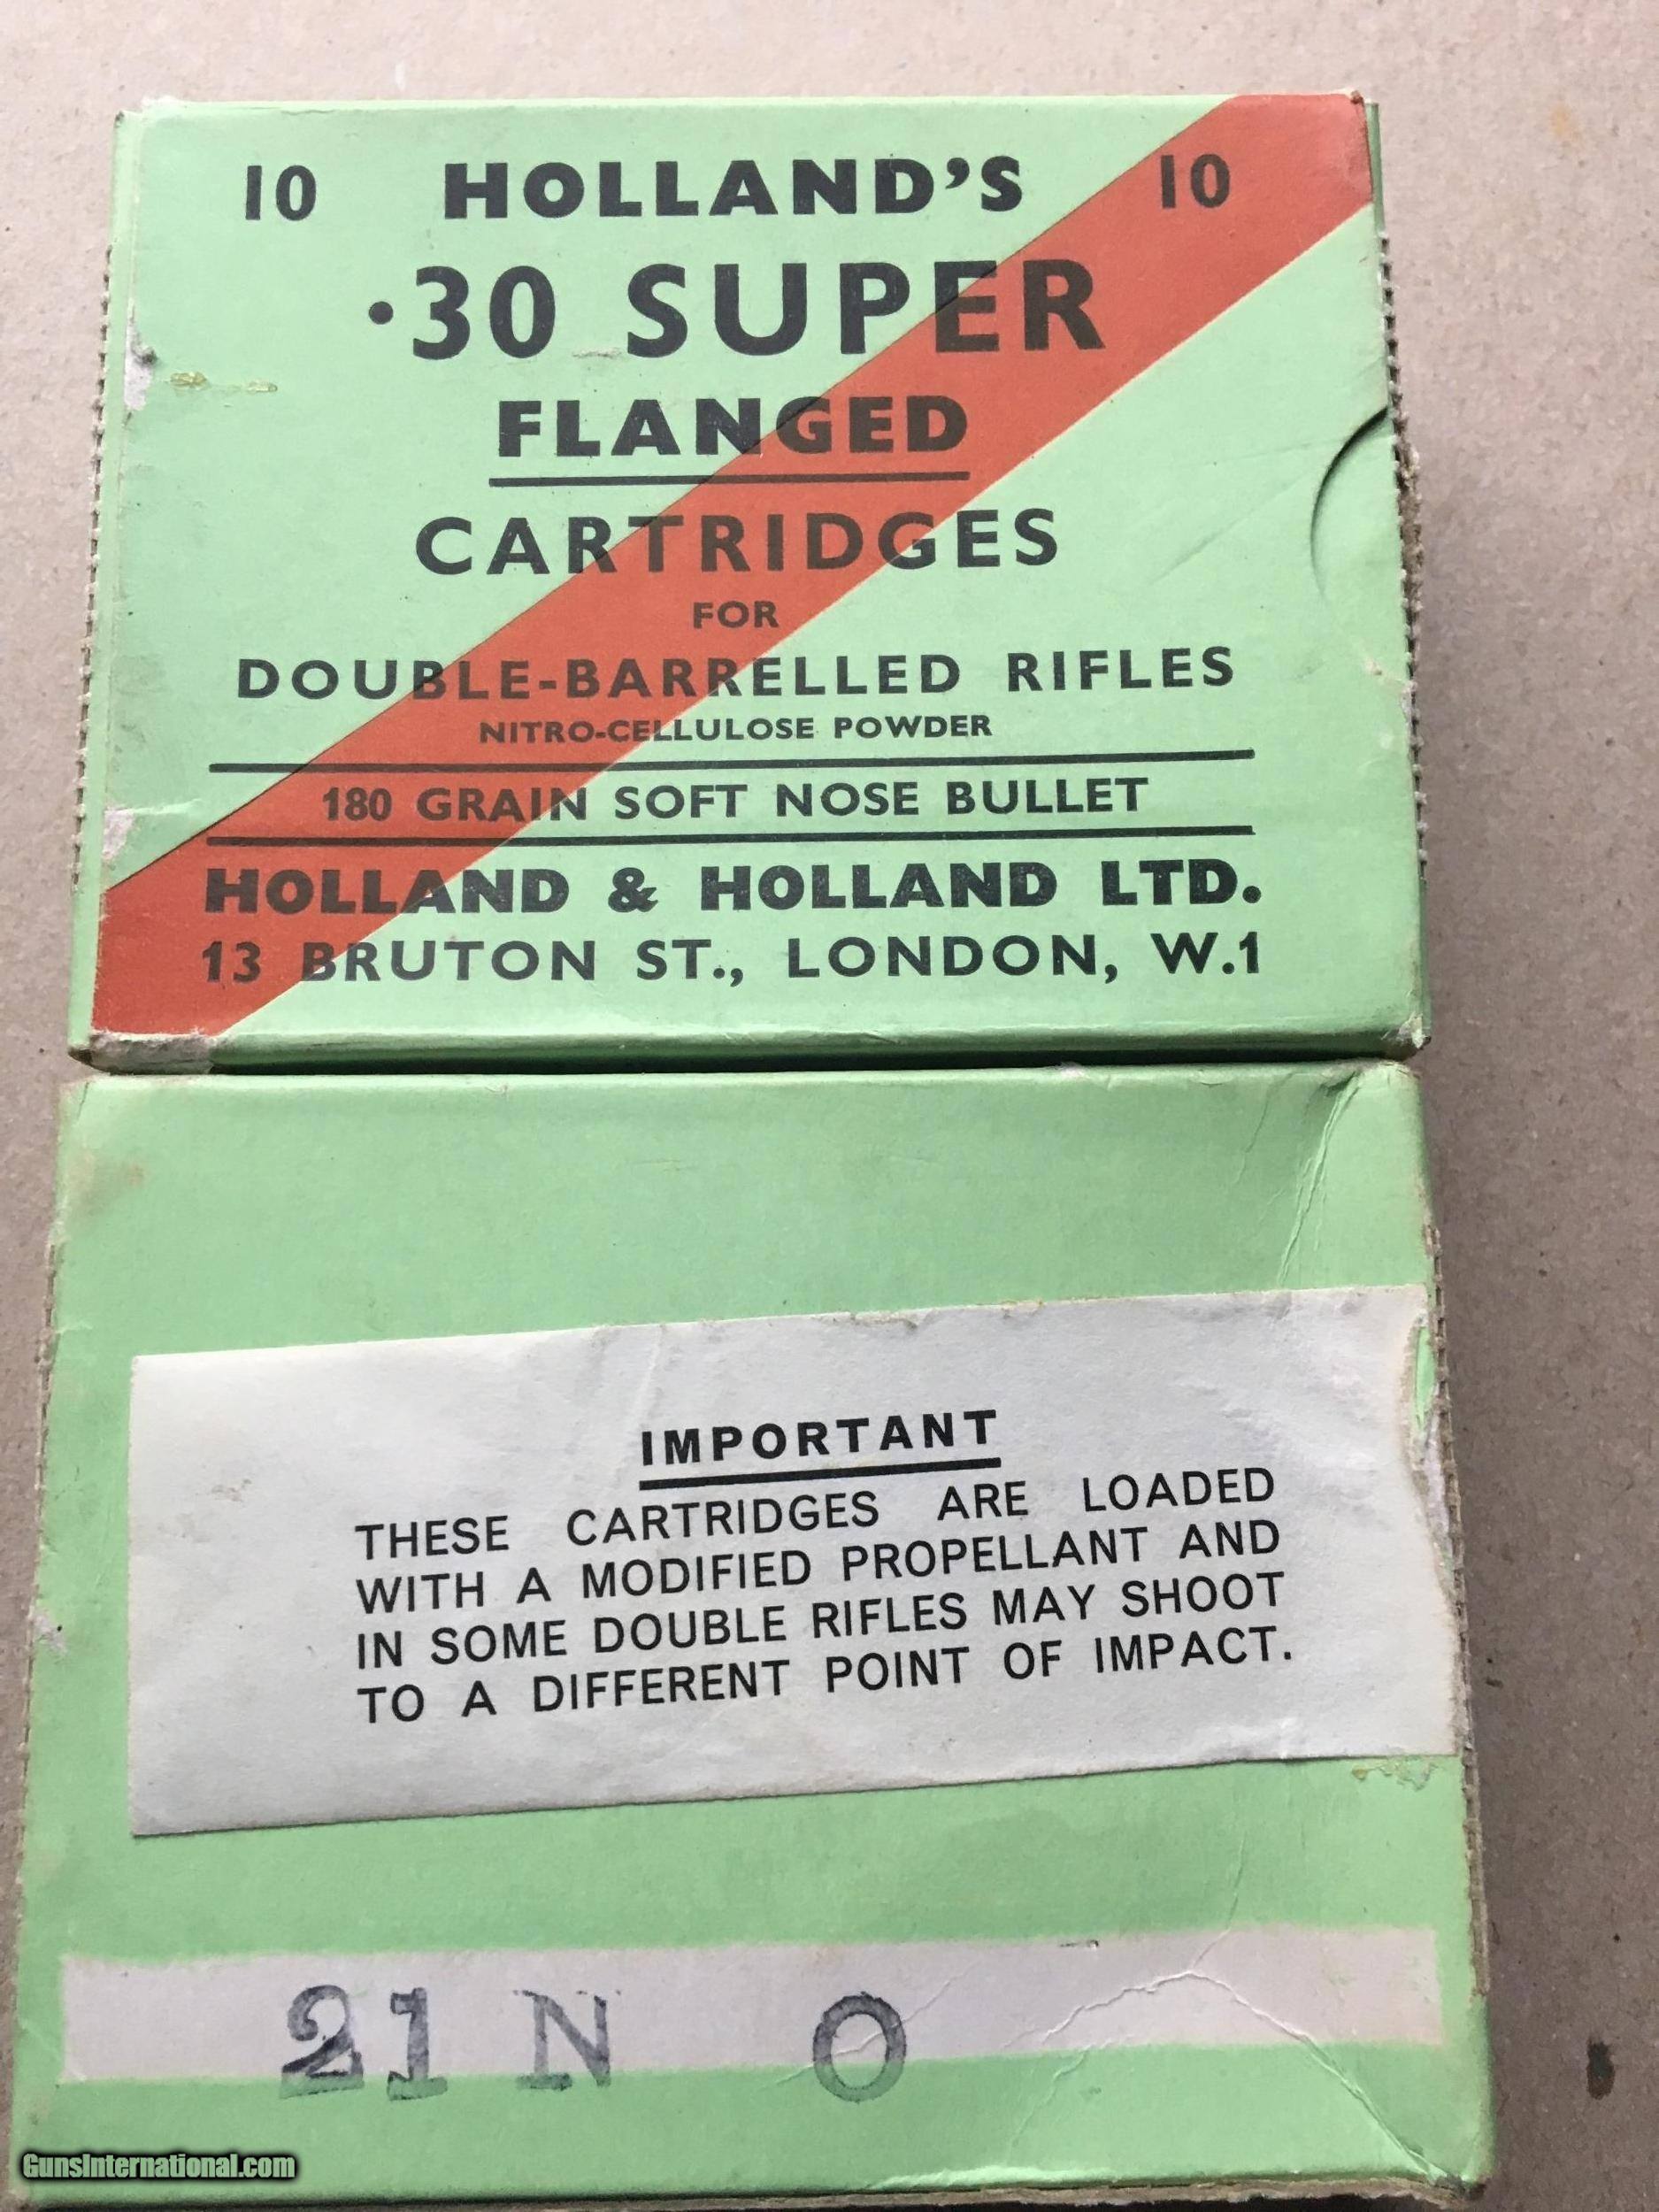 10 HOLLAND'S 10
·30 SUPER
FLANGED
CARTRIDGES
FOR
DOUBLE-BARRELLED RIFLES
NITRO-CELLULOSE POWDER
180 GRAIN SOFT NOSE BULLET
HOLLAND & HOLLAND LTD.
13 BRUTON ST., LONDON, W.1
IMPORTANT
THESE CARTRIDGES ARE LOADED
WITH A MODIFIED PROPELLANT AND
IN SOME DOUBLE RIFLES MAY SHOOT
TO A DIFFERENT POINT OF IMPACT.
21 N O
GunsInternational.com